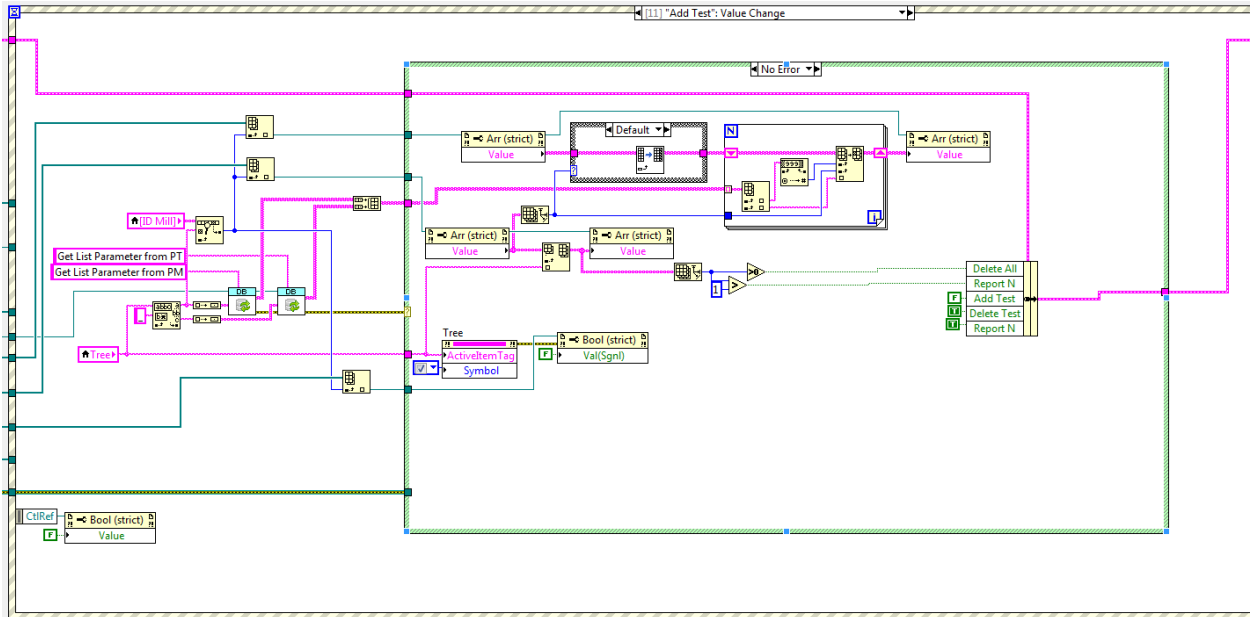 [11] "Add Test": Value Change
No Error
Default
N
Arr (strict)
Value
Arr (strict)
Value
[ID Mill]
Arr (strict)
Value
Arr (strict)
Value
Get List Parameter from PT
Get List Parameter from PM
DB
DB
i
>0
1
>
Delete All
Report N
F Add Test
T Delete Test
T Report N
Tree
Tree
ActiveItemTag
Symbol
Bool (strict)
F Val(Sgnl)
CtlRef
Bool (strict)
F Value